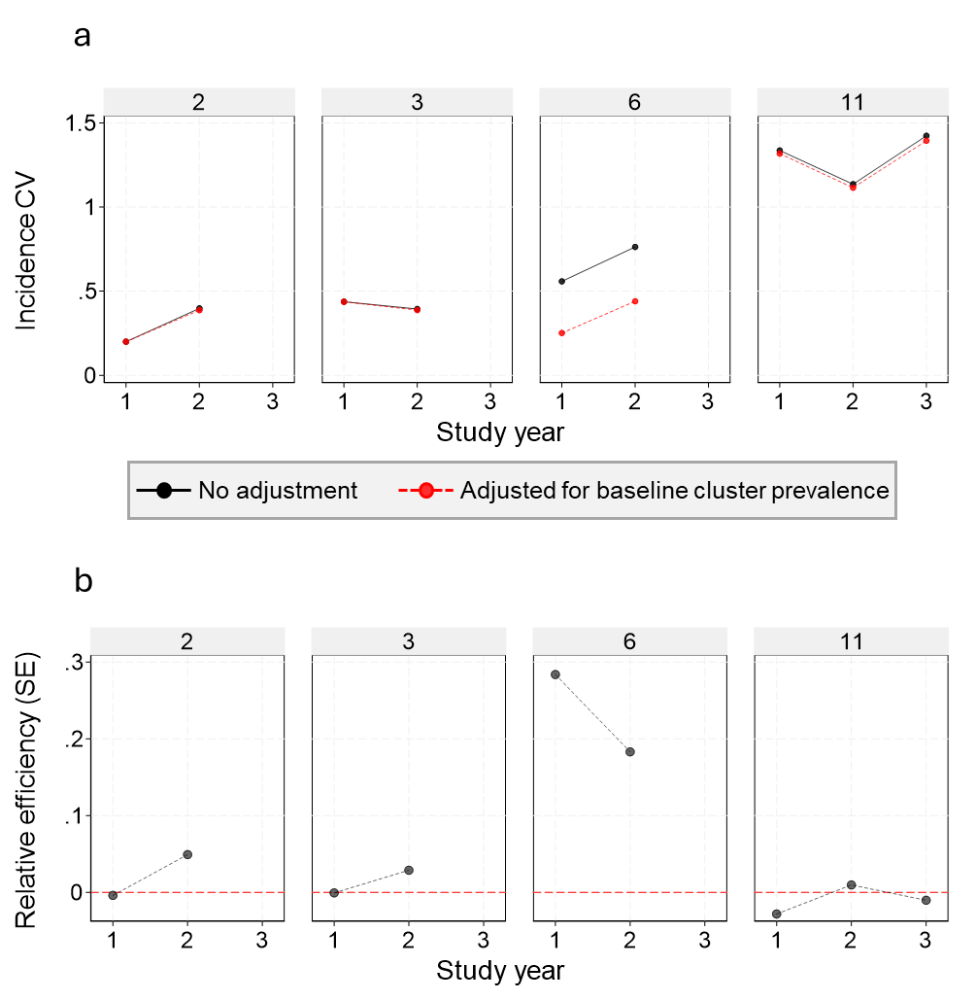 a
2 3 6 11
Incidence CV
1.5
1
.5
0
1 2 3 1 2 3 1 2 3 1 2 3
Study year
No adjustment Adjusted for baseline cluster prevalence
b
2 3 6 11
Relative efficiency (SE)
.3
.2
.1
0
1 2 3 1 2 3 1 2 3 1 2 3
Study year